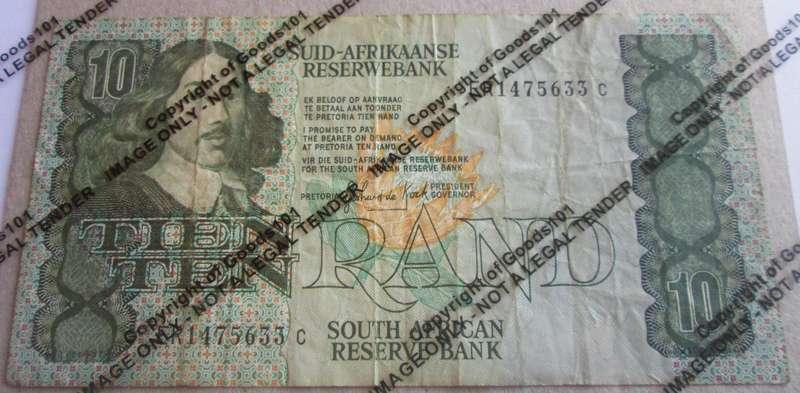 10
SUID-AFRIKAANSE
RESERWEBANK
1475633 C
EK BELOOF OP AANVRAAG
TE BETAAL AAN TOONDER
TE PRETORIA TIEN RAND
I PROMISE TO PAY
THE BEARER ON DEMAND
AT PRETORIA TEN RAND
VIR DIE SUID-AFRIKAANSE RESERWEBANK
FOR THE SOUTH AFRICAN RESERVE BANK
PRETORIA
PRESIDENT
GOVERNOR
TIEN
TEN RAND
10
1475633 C
SOUTH AFRICAN
RESERVE BANK
Copyright of Goods101
IMAGE ONLY - NOT A LEGAL TENDER
Copyright of Goods101
IMAGE ONLY - NOT A LEGAL TENDER
Copyright of Goods101
IMAGE ONLY - NOT A LEGAL TENDER
Copyright of Goods101
IMAGE ONLY - NOT A LEGAL TENDER